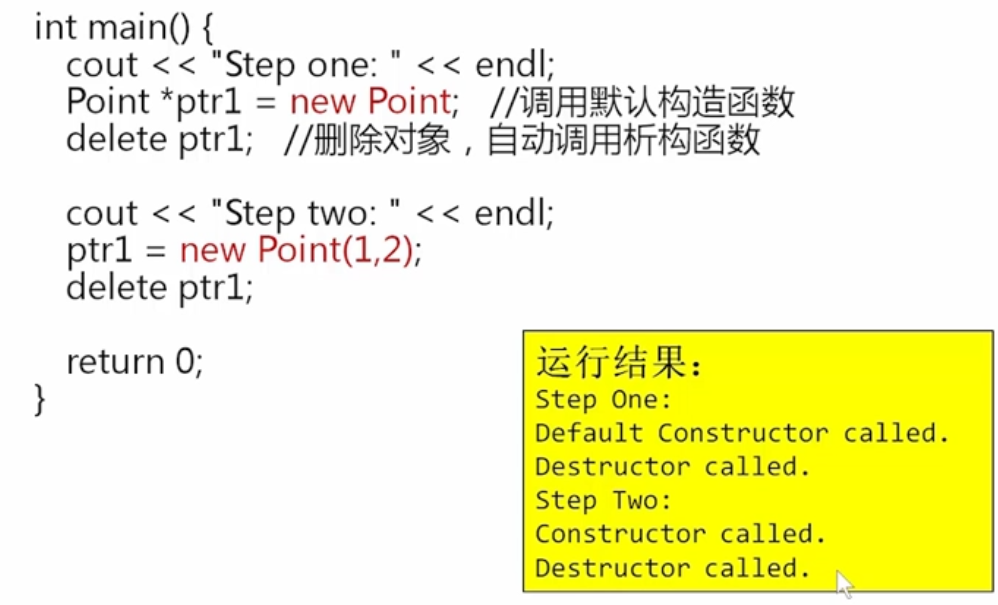 int main() {
cout << "Step one: " << endl;
Point *ptr1 = new Point; //调用默认构造函数
delete ptr1; //删除对象，自动调用析构函数
cout << "Step two: " << endl;
ptr1 = new Point(1,2);
delete ptr1;
return 0;
}
运行结果：
Step One:
Default Constructor called.
Destructor called.
Step Two:
Constructor called.
Destructor called.